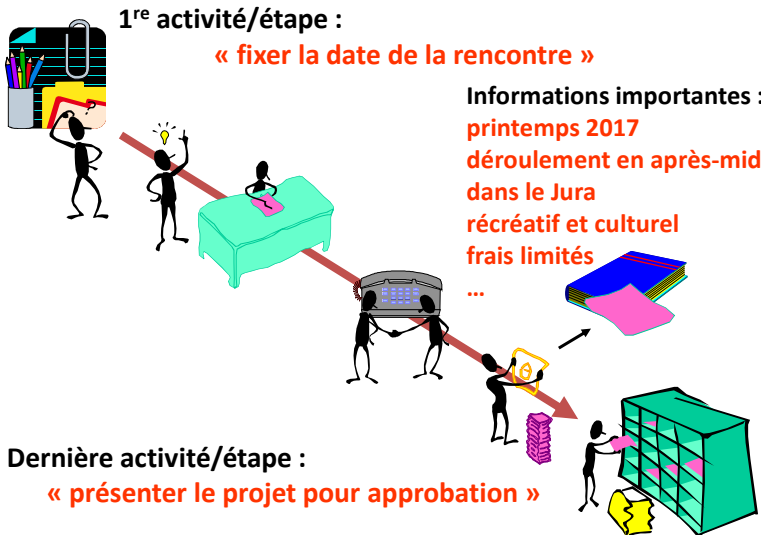 1re activité/étape :
« fixer la date de la rencontre »
Informations importantes :
printemps 2017
déroulement en après-mid
dans le Jura
récréatif et culturel
frais limités
…
Dernière activité/étape :
« présenter le projet pour approbation »